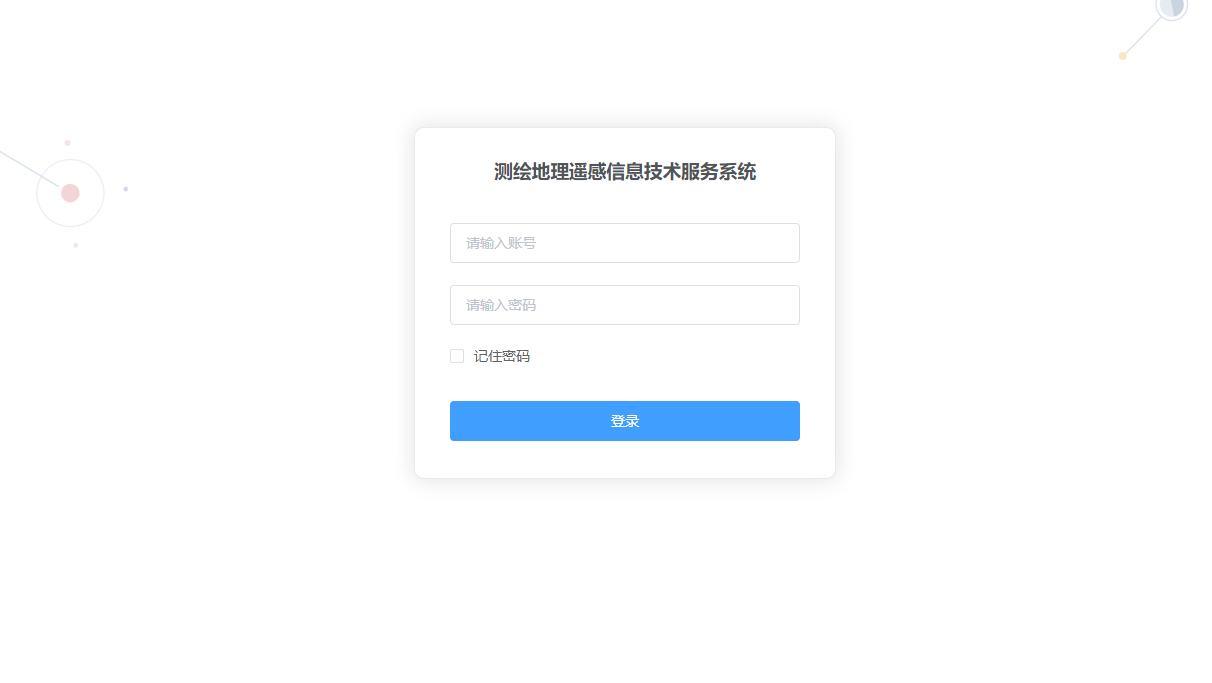 测绘地理遥感信息技术服务系统
请输入账号
请输入密码
记住密码
登录